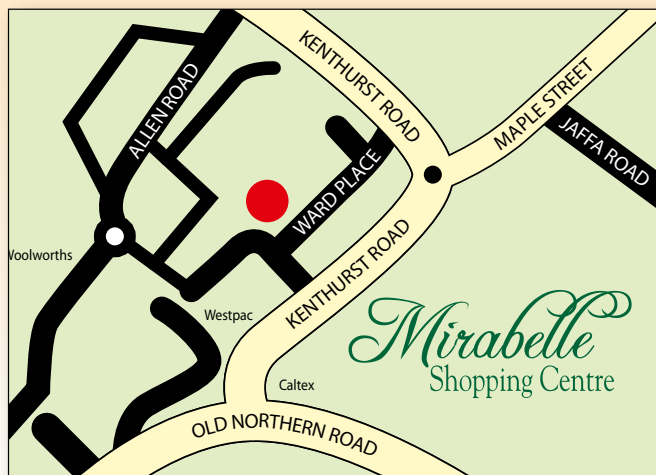 KENTHURST ROAD
MAPLE STREET
ALLEN ROAD
JAFFA ROAD
WARD PLACE
Woolworths
KENTHURST ROAD
Westpac
Mirabelle
Shopping Centre
Caltex
OLD NORTHERN ROAD